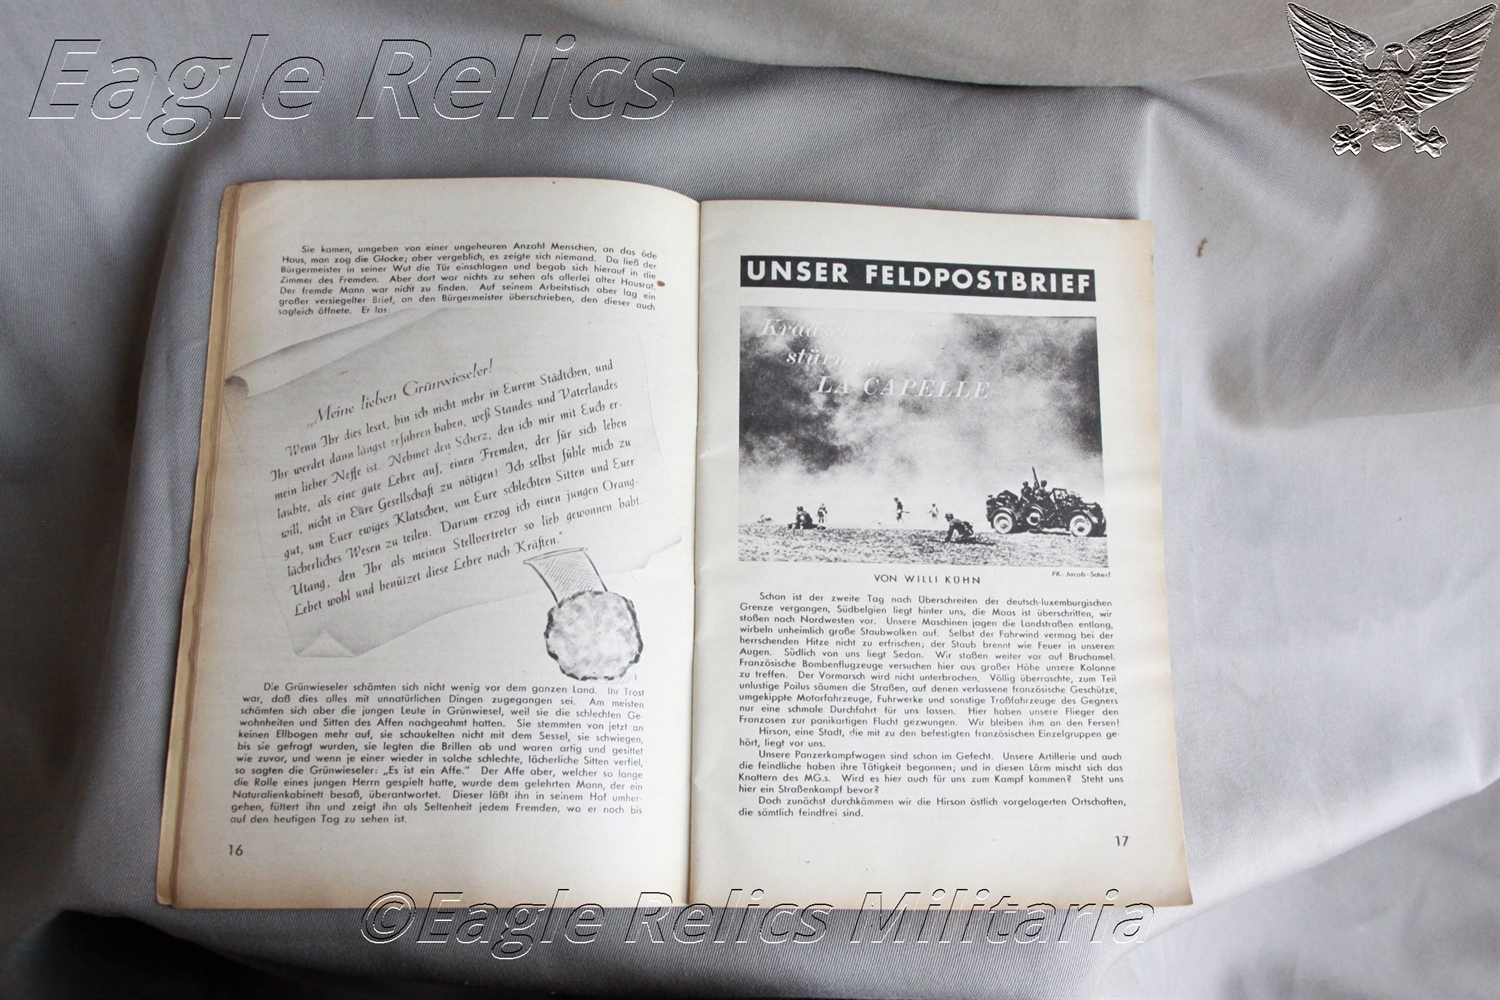 Eagle Relics
Sie kamen, umgeben von einer ungeheuren Anzahl Menschen, an das öde
Haus, man zog die Glocke; aber vergeblich, es zeigte sich niemand. Da ließ der
Bürgermeister in seiner Wut die Tür einschlagen und begab sich hierauf in die
Zimmer des Fremden. Aber dort war nichts zu sehen als allerlei alter Hausrat.
Der fremde Mann war nicht zu finden. Auf seinem Arbeitstisch aber lag ein
großer versiegelter Brief, an den Bürgermeister überschrieben, den dieser auch
sogleich öffnete. Er las:
„Meine lieben Grünwieseler!
Wenn Ihr dies leset, bin ich nicht mehr in Eurem Städtchen, und
Ihr werdet dann längst erfahren haben, weß Standes und Vaterlandes
mein lieber Neffe ist. Nehmet den Scherz, den ich mir mit Euch er-
laubte, als eine gute Lehre auf, einen Fremden, der für sich leben
will, nicht in Eure Gesellschaft zu nötigen! Ich selbst fühle mich zu
gut, um Euer ewiges Klatschen, um Eure schlechten Sitten und Euer
lächerliches Wesen zu teilen. Darum erzog ich einen jungen Orang-
Utang, den Ihr als meinen Stellvertreter so lieb gewonnen habt.
Lebet wohl und benützet diese Lehre nach Kräften."
Die Grünwieseler schämten sich nicht wenig vor dem ganzen Land. Ihr Trost
war, daß dies alles mit unnatürlichen Dingen zugegangen sei. Am meisten
schämten sich aber die jungen Leute in Grünwiesel, weil sie die schlechten Ge-
wohnheiten und Sitten des Affen nachgeahmt hatten. Sie stemmten von jetzt an
keinen Ellbogen mehr auf, sie schaukelten nicht mit dem Sessel, sie schwiegen,
bis sie gefragt wurden, sie legten die Brillen ab und waren artig und gesittet
wie zuvor, und wenn je einer wieder in solche schlechte, lächerliche Sitten verfiel,
so sagten die Grünwieseler: „Es ist ein Affe." Der Affe aber, welcher so lange
die Rolle eines jungen Herrn gespielt hatte, wurde dem gelehrten Mann, der ein
Naturalienkabinett besaß, überantwortet. Dieser läßt ihn in seinem Hof umher-
gehen, füttert ihn und zeigt ihn als Seltenheit jedem Fremden, wo er noch bis
auf den heutigen Tag zu sehen ist.
16
UNSER FELDPOSTBRIEF
LA CAPELLE
VON WILLI KÜHN
PK.-Jacob-Scherl
Schon ist der zweite Tag nach Überschreiten der deutsch-luxemburgischen
Grenze vergangen, Südbelgien liegt hinter uns, die Maas ist überschritten, wir
stoßen nach Nordwesten vor. Unsere Maschinen jagen die Landstraßen entlang,
wirbeln unheimlich große Staubwolken auf. Selbst der Fahrwind vermag bei der
herrschenden Hitze nicht zu erfrischen; der Staub brennt wie Feuer in unseren
Augen. Südlich von uns liegt Sedan. Wir stoßen weiter vor auf Bruchamel.
Französische Bombenflugzeuge versuchen hier aus großer Höhe unsere Kolonne
zu treffen. Der Vormarsch wird nicht unterbrochen. Völlig überraschte, zum Teil
unlustige Poilus säumen die Straßen, auf denen verlassene französische Geschütze,
umgekippte Motorfahrzeuge, Fuhrwerke und sonstige Troßfahrzeuge des Gegners
nur eine schmale Durchfahrt für uns lassen. Hier haben unsere Flieger den
Franzosen zur panikartigen Flucht gezwungen. Wir bleiben ihm an den Fersen!
Hirson, eine Stadt, die mit zu den befestigten französischen Einzelgruppen ge-
hört, liegt vor uns.
Unsere Panzerkampfwagen sind schon im Gefecht. Unsere Artillerie und auch
die feindliche haben ihre Tätigkeit begonnen; und in diesen Lärm mischt sich das
Knattern des MG.s. Wird es hier auch für uns zum Kampf kommen? Steht uns
hier ein Straßenkampf bevor?
Doch zunächst durchkämmen wir die Hirson östlich vorgelagerten Ortschaften,
die sämtlich feindfrei sind.
17
©Eagle Relics Militaria